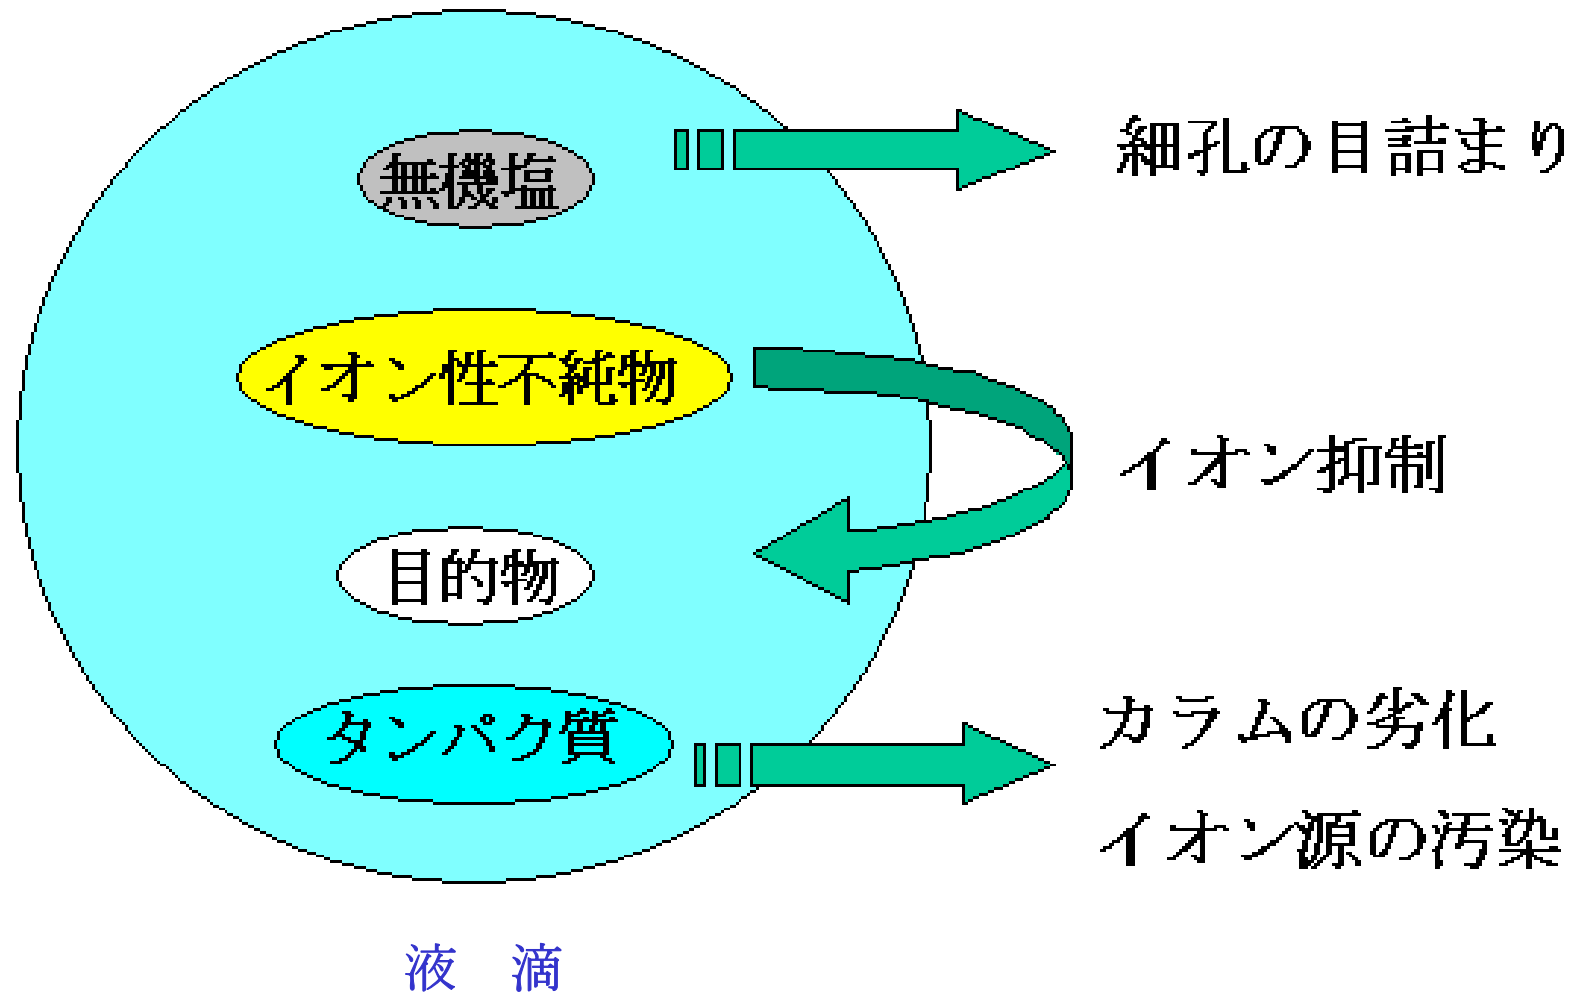 無機塩
細孔の目詰まり
イオン性不純物
イオン抑制
目的物
タンパク質
カラムの劣化
イオン源の汚染
液 滴